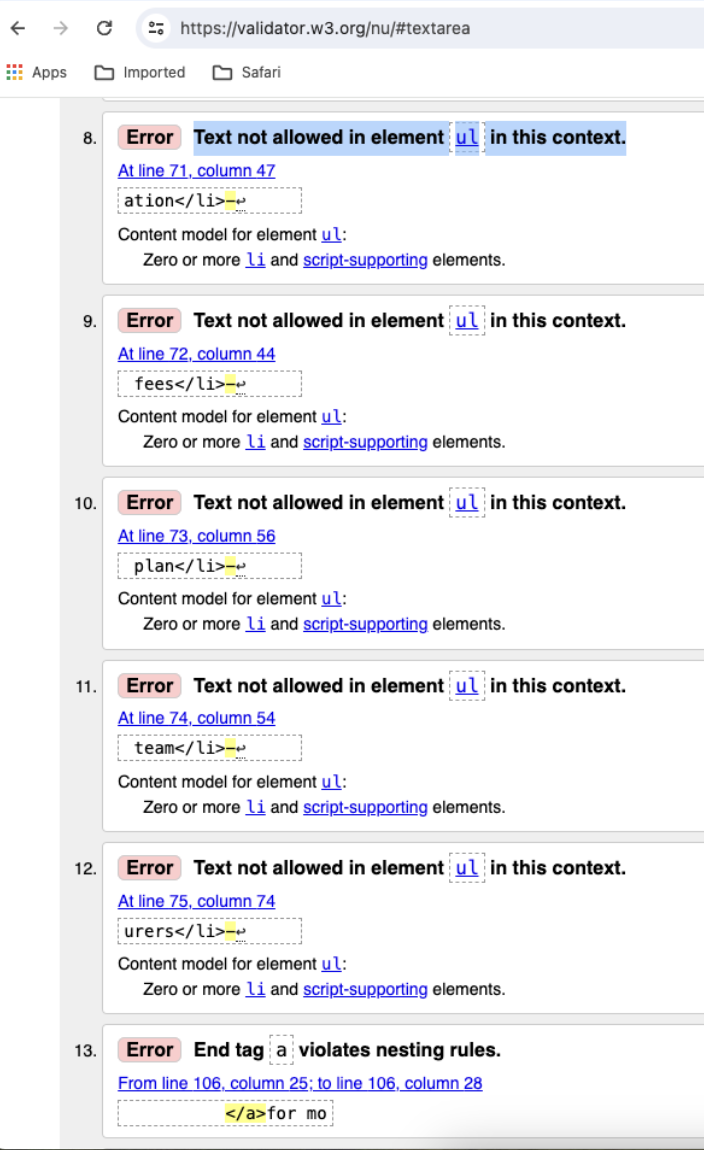 https://validator.w3.org/nu/#textarea
Apps Imported Safari
8. Error Text not allowed in element ul in this context.
At line 71, column 47
ation</li>–↩
Content model for element ul:
Zero or more li and script-supporting elements.
9. Error Text not allowed in element ul in this context.
At line 72, column 44
fees</li>–↩
Content model for element ul:
Zero or more li and script-supporting elements.
10. Error Text not allowed in element ul in this context.
At line 73, column 56
plan</li>–↩
Content model for element ul:
Zero or more li and script-supporting elements.
11. Error Text not allowed in element ul in this context.
At line 74, column 54
team</li>–↩
Content model for element ul:
Zero or more li and script-supporting elements.
12. Error Text not allowed in element ul in this context.
At line 75, column 74
urers</li>–↩
Content model for element ul:
Zero or more li and script-supporting elements.
13. Error End tag a violates nesting rules.
From line 106, column 25; to line 106, column 28
</a>for mo